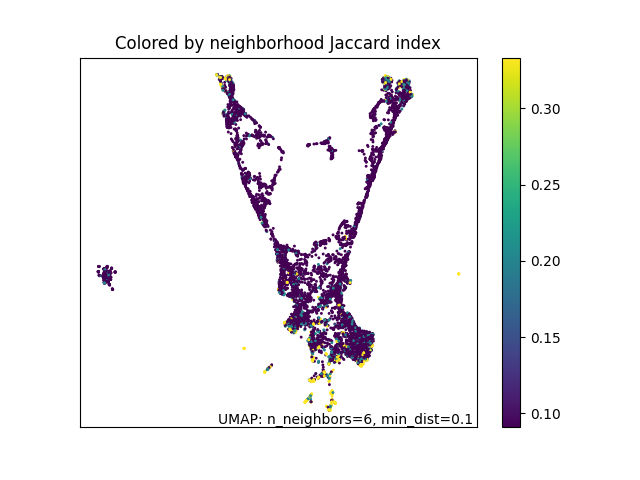 Colored by neighborhood Jaccard index
0.30
0.25
0.20
0.15
0.10
UMAP: n_neighbors=6, min_dist=0.1